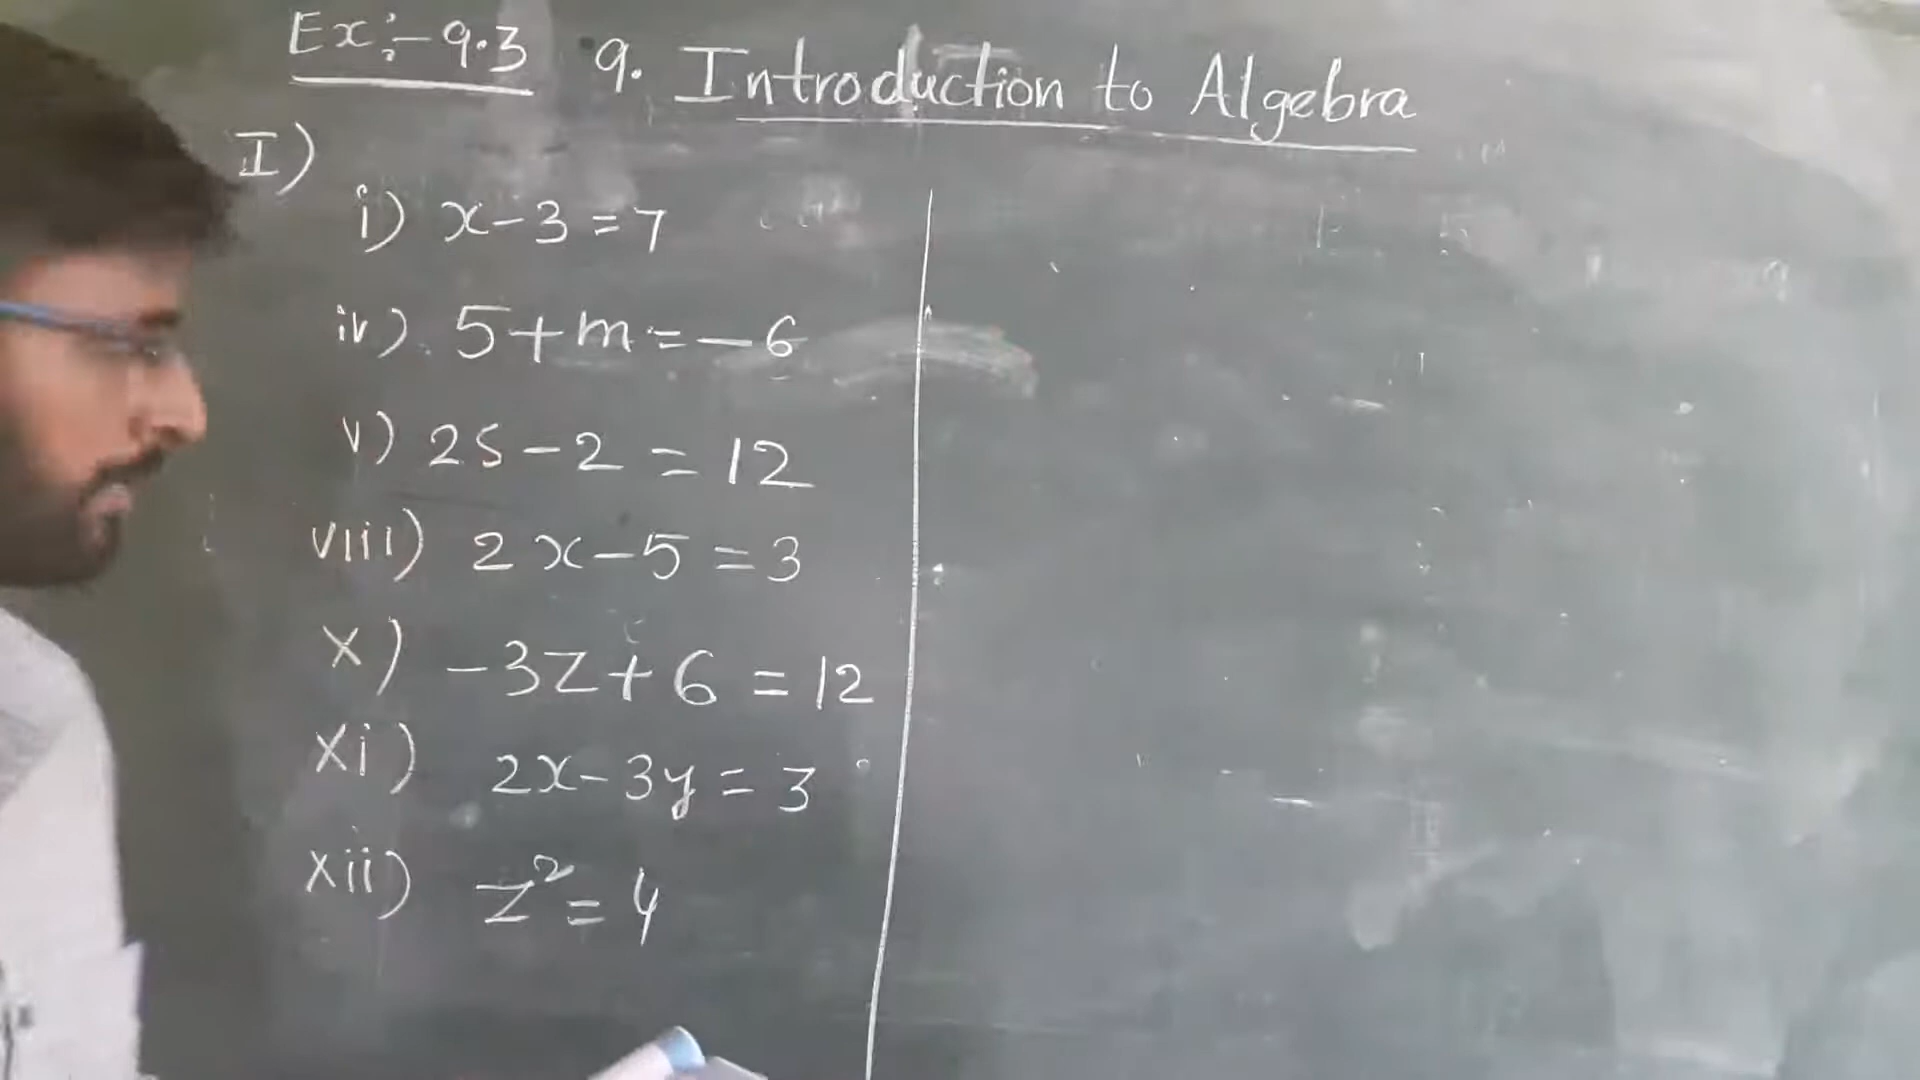 Ex:- 9.3 9. Introduction to Algebra
I)
i) x-3=7
iv) 5+m=-6
v) 2S-2=12
viii) 2x-5=3
x) -3z+6=12
xi) 2x-3y=3
xii) z²=4